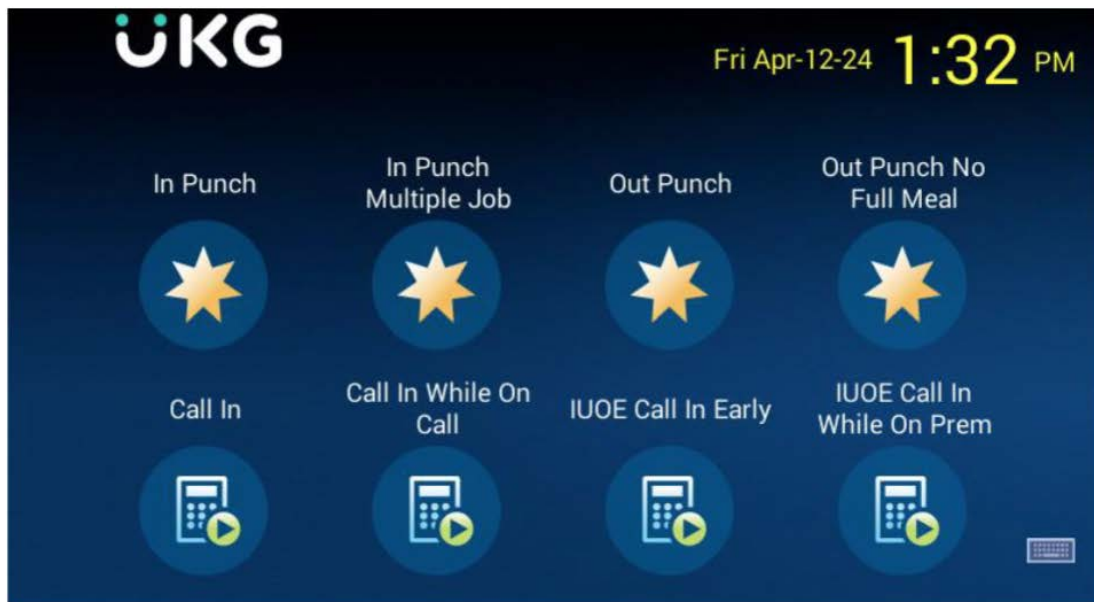 UKG
Fri Apr-12-24 1:32 PM
In Punch
In Punch
Multiple Job
Out Punch
Out Punch No
Full Meal
Call In
Call In While On
Call
IUOE Call In Early
IUOE Call In
While On Prem